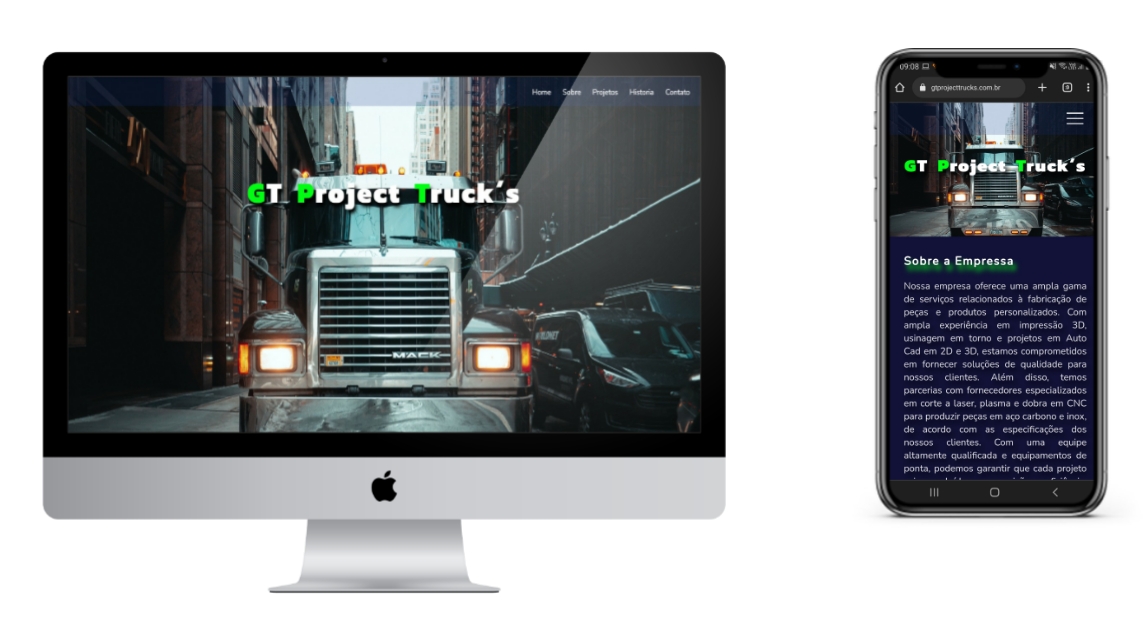 Home Sobre Projetos Historia Contato
GT Project Truck's
MACK
09:08
gtprojecttrucks.com.br
9
GT Project Truck's
Sobre a Empressa
Nossa empresa oferece uma ampla gama
de serviços relacionados à fabricação de
peças e produtos personalizados. Com
ampla experiência em impressão 3D,
usinagem em torno e projetos em Auto
Cad em 2D e 3D, estamos comprometidos
em fornecer soluções de qualidade para
nossos clientes. Além disso, temos
parcerias com fornecedores especializados
em corte a laser, plasma e dobra em CNC
para produzir peças em aço carbono e inox,
de acordo com as especificações dos
nossos clientes. Com uma equipe
altamente qualificada e equipamentos de
ponta, podemos garantir que cada projeto